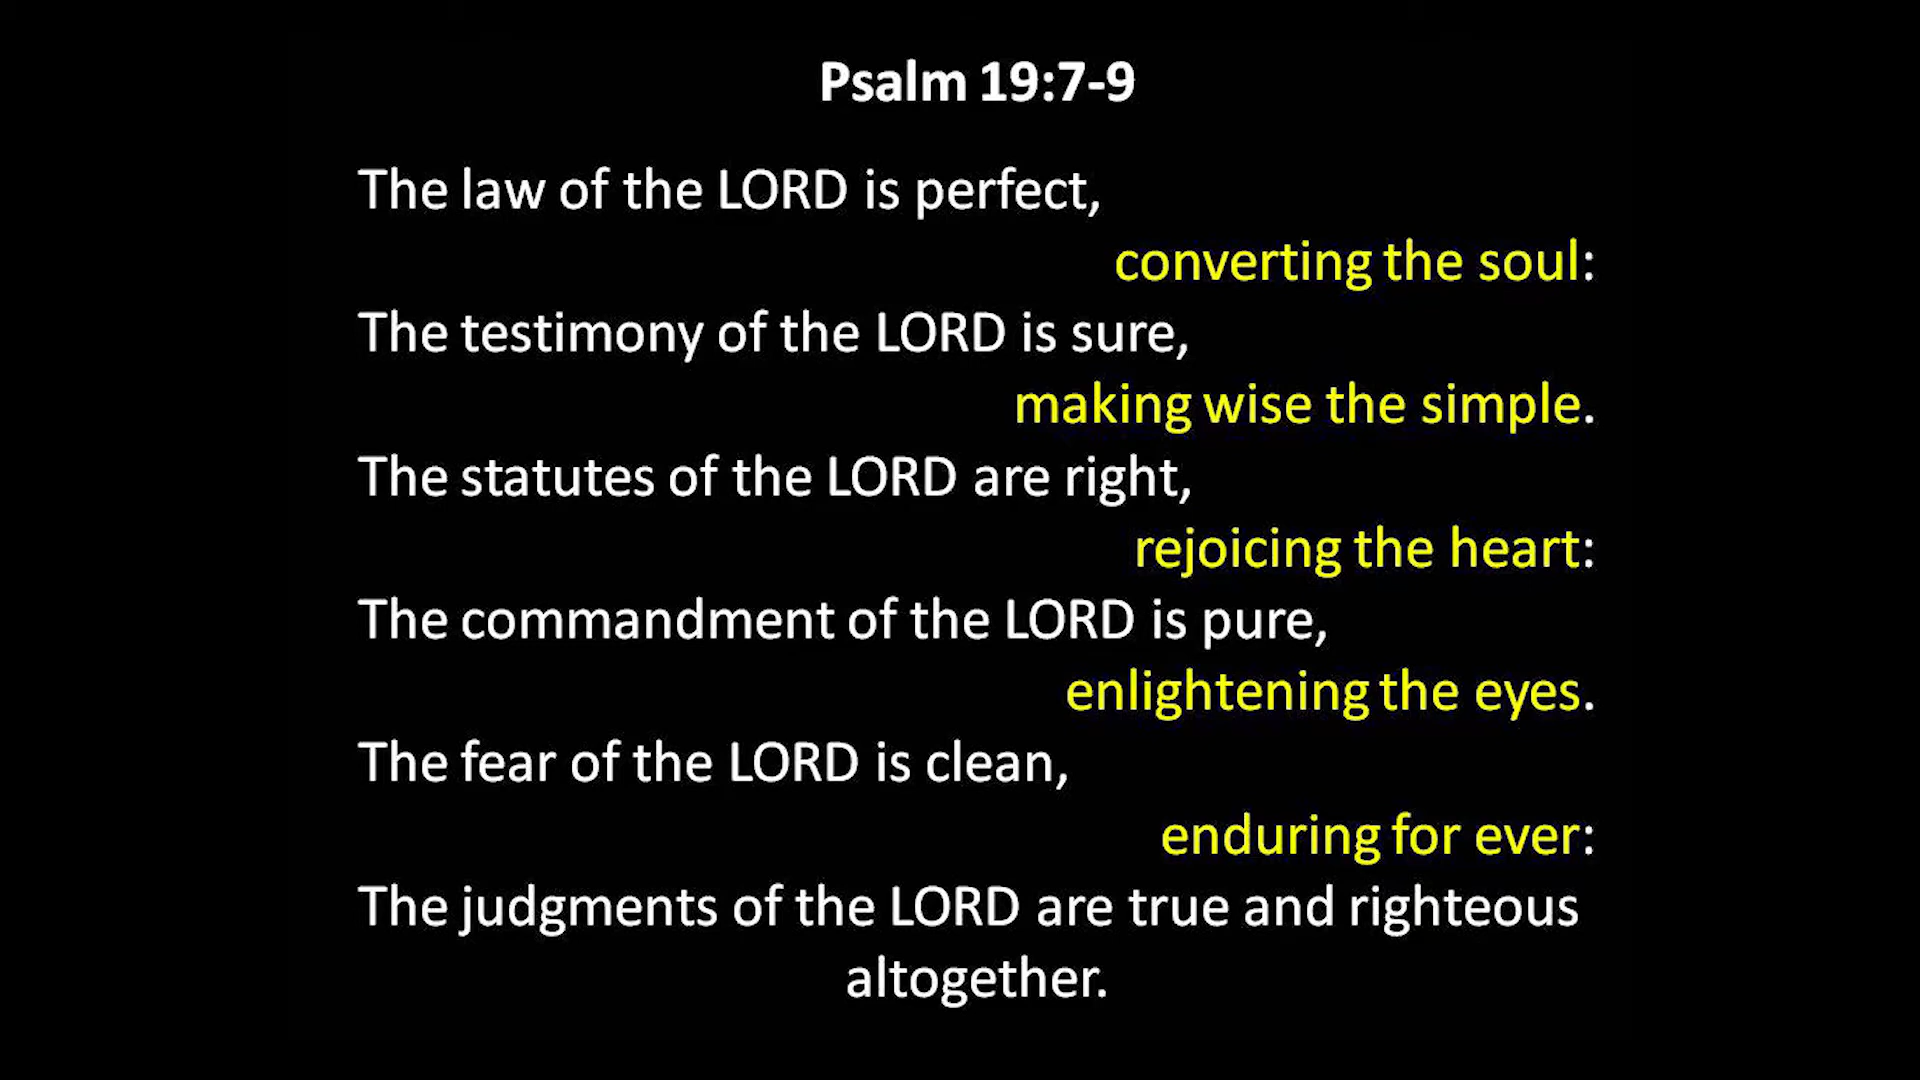 Psalm 19:7-9
The law of the LORD is perfect,
converting the soul:
The testimony of the LORD is sure,
making wise the simple.
The statutes of the LORD are right,
rejoicing the heart:
The commandment of the LORD is pure,
enlightening the eyes.
The fear of the LORD is clean,
enduring for ever:
The judgments of the LORD are true and righteous
altogether.